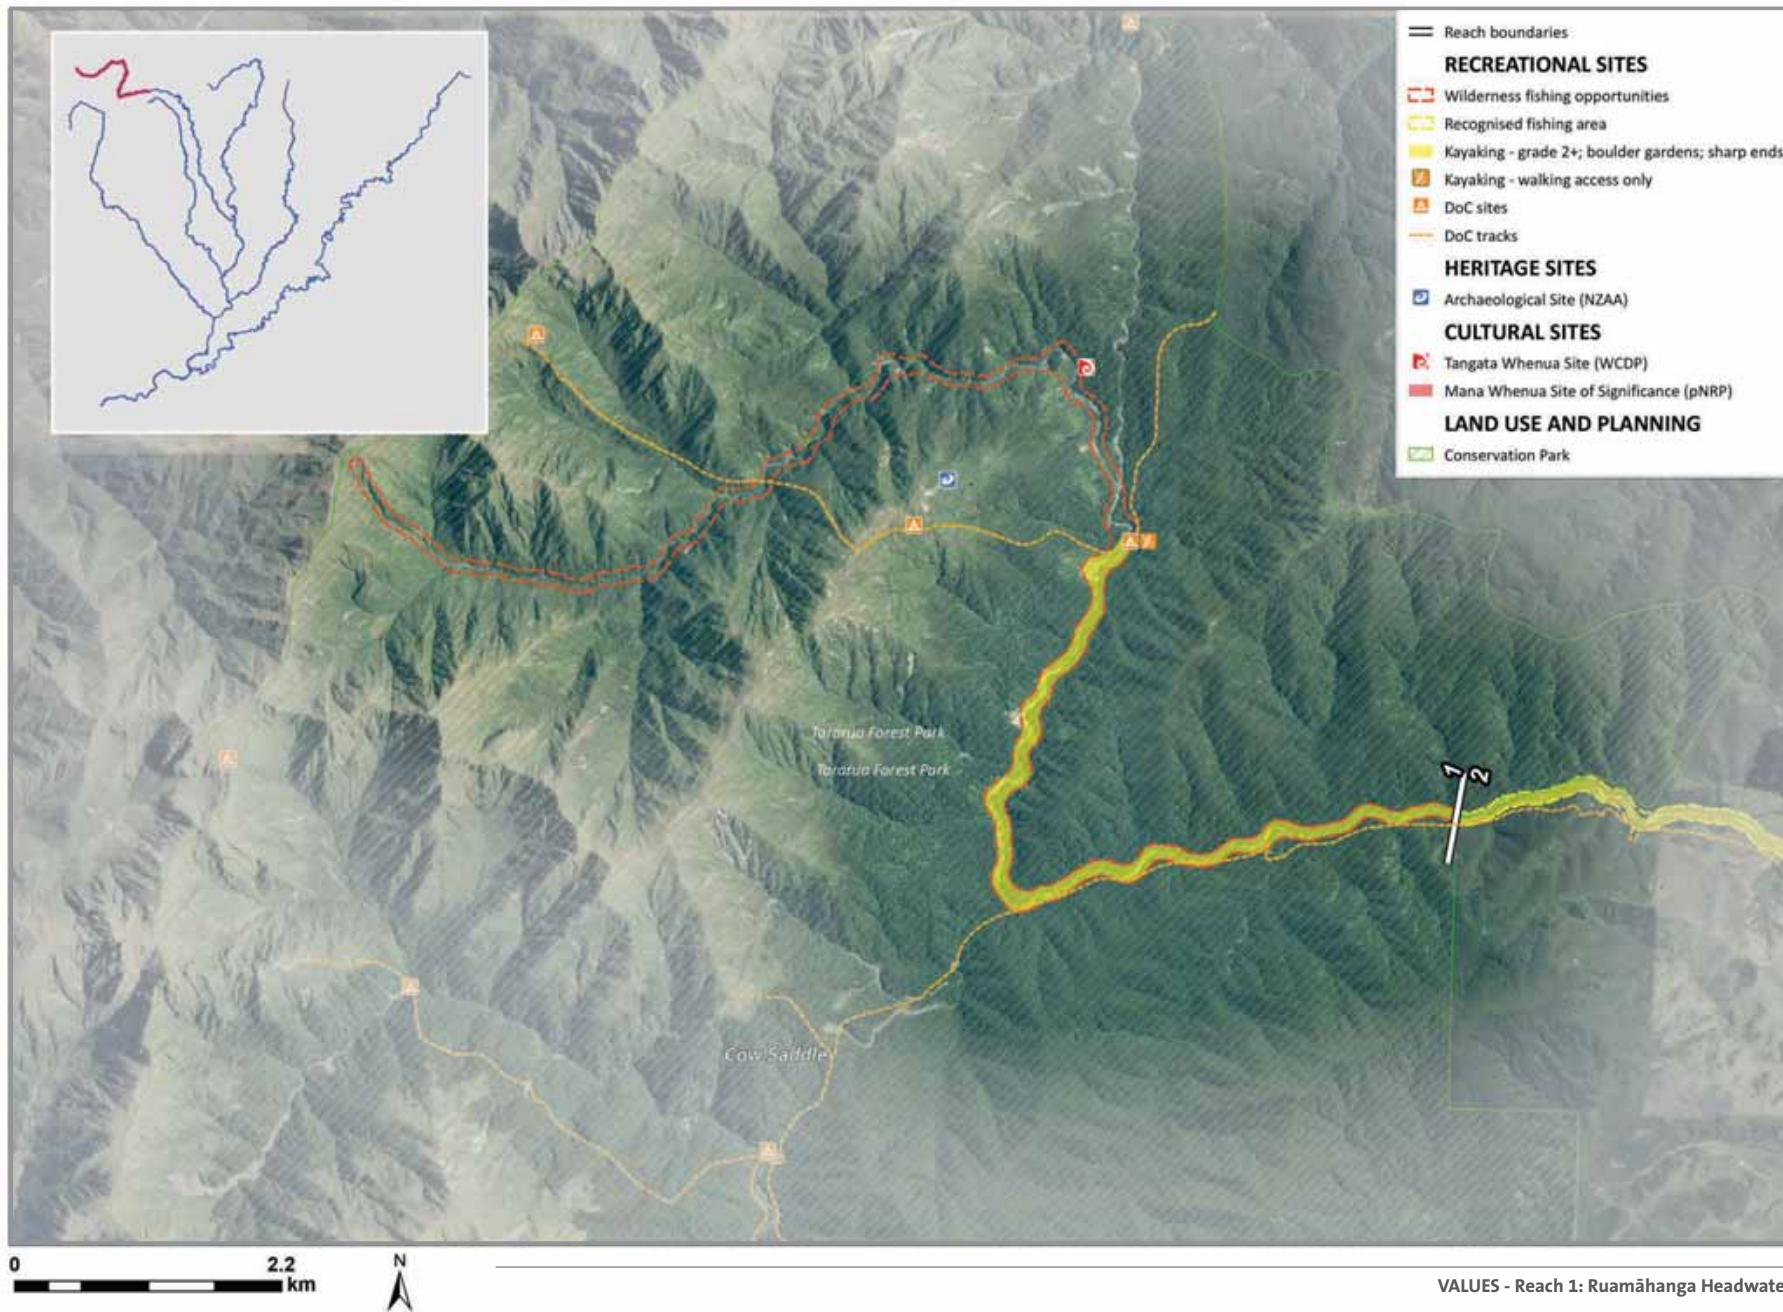 Reach boundaries
RECREATIONAL SITES
Wilderness fishing opportunities
Recognised fishing area
Kayaking - grade 2+; boulder gardens; sharp ends
Kayaking - walking access only
DoC sites
DoC tracks
HERITAGE SITES
Archaeological Site (NZAA)
CULTURAL SITES
Tangata Whenua Site (WCDP)
Mana Whenua Site of Significance (pNRP)
LAND USE AND PLANNING
Conservation Park
Tararua Forest Park
Tararua Forest Park
1
2
Cow Saddle
0 2.2
km
N
VALUES - Reach 1: Ruamāhanga Headwate